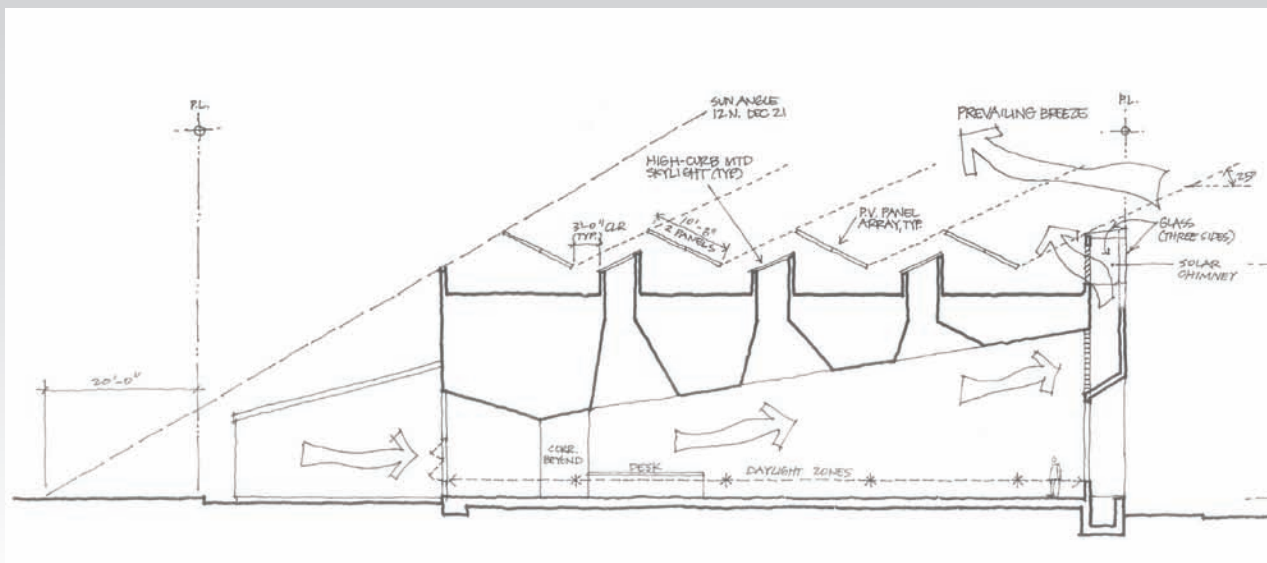 P.L.
SUN ANGLE
12 N. DEC 21
PREVAILING BREEZE
P.L.
HIGH-CURB MTD
SKYLIGHT (TYP)
3'-0" CLR
(TYP.)
10'-8"
/ 2 PANELS
P.V. PANEL
ARRAY, TYP.
25°
GLASS
(THREE SIDES)
SOLAR
CHIMNEY
20'-0"
CORR.
BEYOND
DESK
DAYLIGHT ZONES